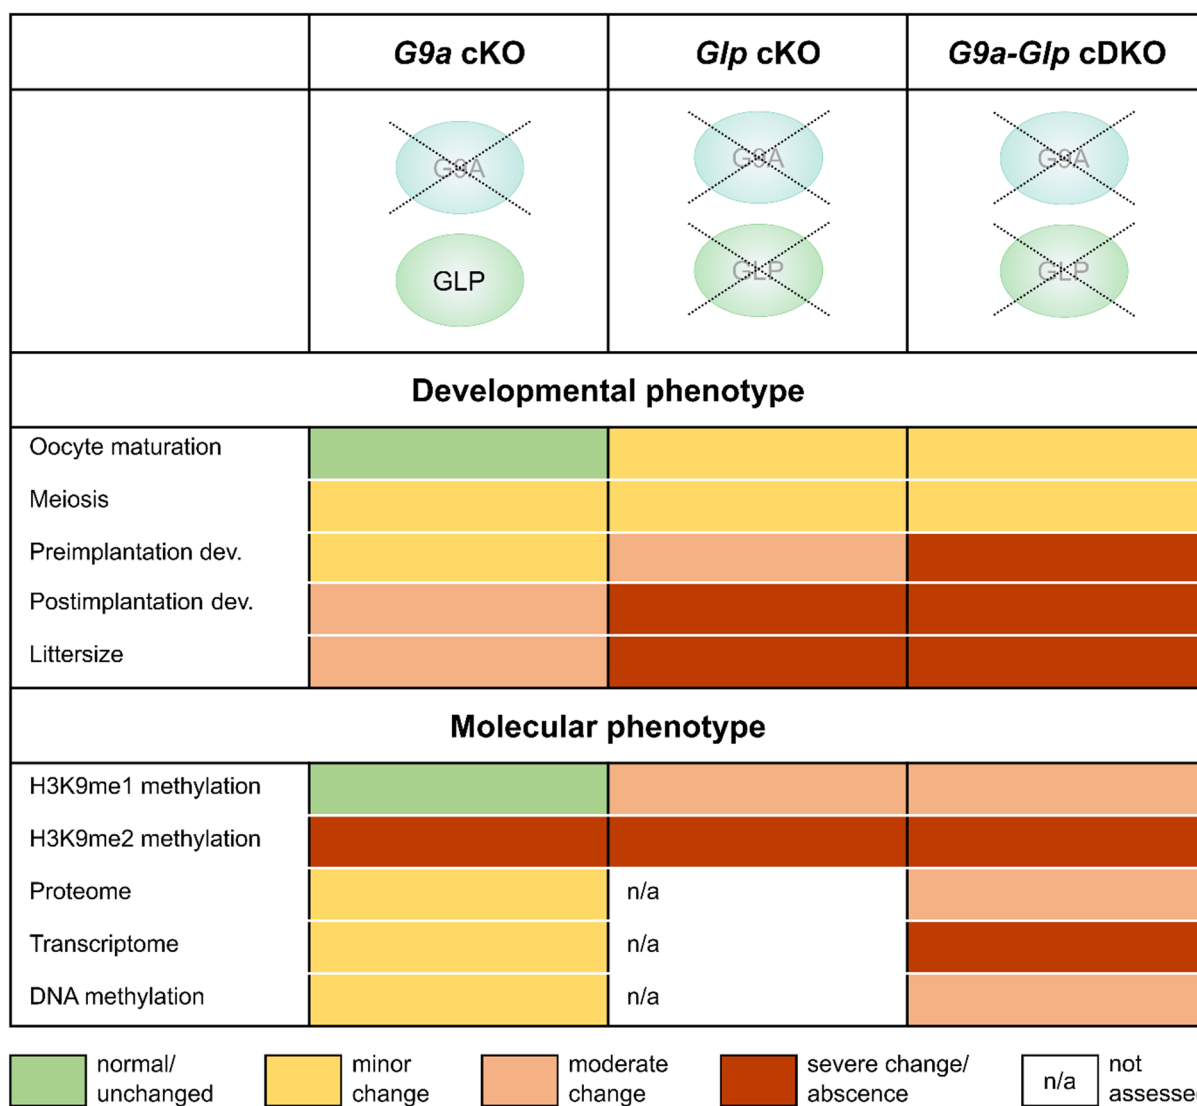 G9a cKO Glp cKO G9a-Glp cDKO
G9A G9A G9A
GLP GLP GLP
Developmental phenotype
Oocyte maturation
Meiosis
Preimplantation dev.
Postimplantation dev.
Littersize
Molecular phenotype
H3K9me1 methylation
H3K9me2 methylation
Proteome n/a
Transcriptome n/a
DNA methylation n/a
normal/ minor moderate severe change/ not
unchanged change change abscence n/a assesse